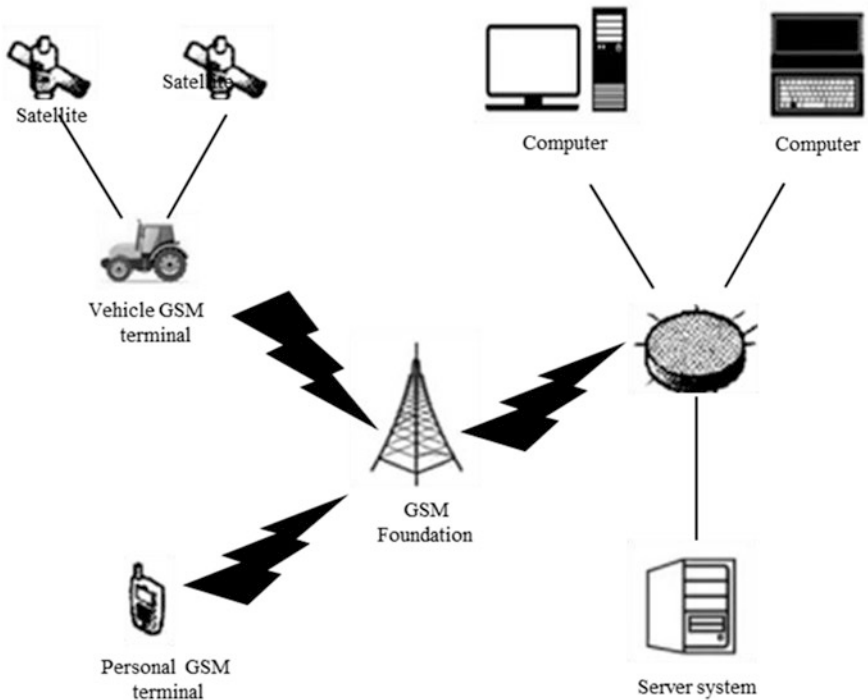 Satellite
Satellite
Computer
Computer
Vehicle GSM
terminal
GSM
Foundation
Personal GSM
terminal
Server system